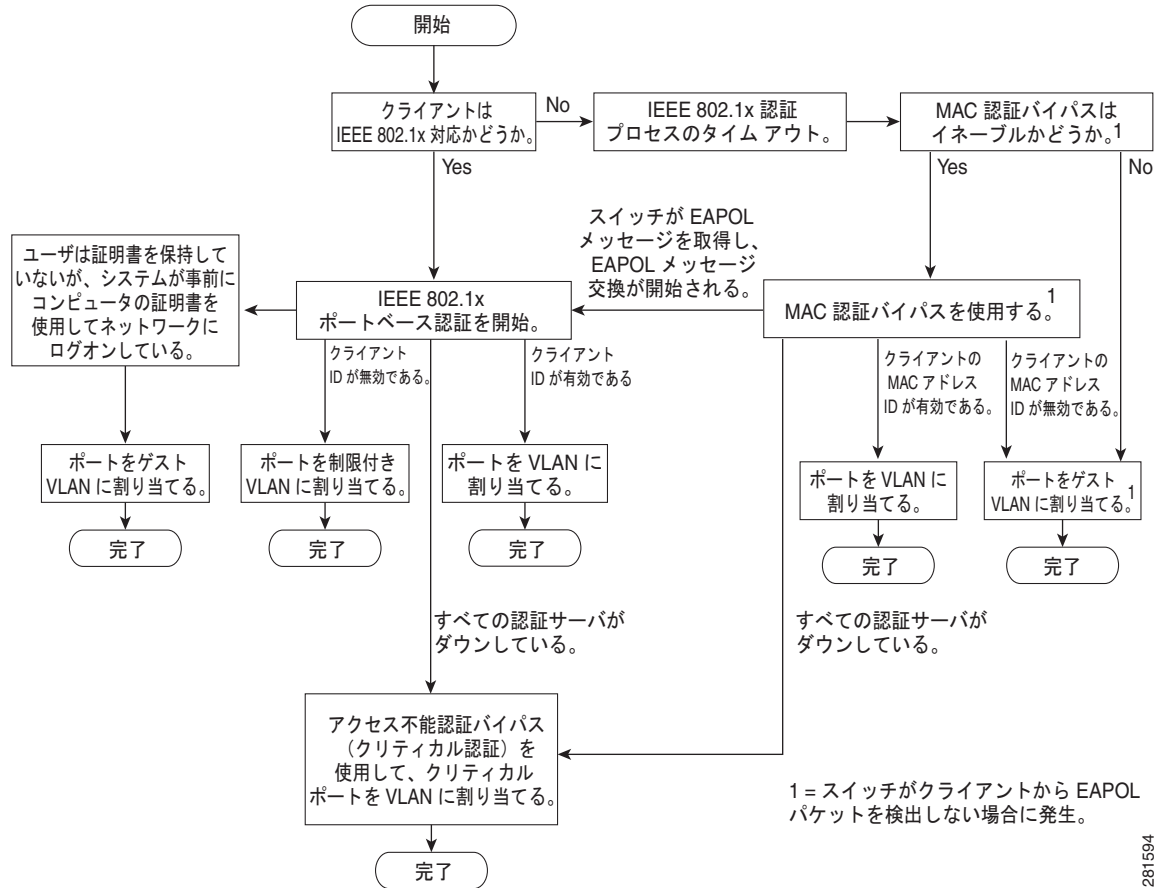 開始
クライアントは
IEEE 802.1x 対応かどうか。
No
IEEE 802.1x 認証
プロセスのタイム アウト。
MAC 認証バイパスは
イネーブルかどうか。1
Yes
Yes
No
スイッチが EAPOL
メッセージを取得し、
EAPOL メッセージ
交換が開始される。
ユーザは証明書を保持して
いないが、システムが事前に
コンピュータの証明書を
使用してネットワークに
ログオンしている。
IEEE 802.1x
ポートベース認証を開始。
MAC 認証バイパスを使用する。1
クライアント
ID が無効である。
クライアント
ID が有効である
クライアントの
MAC アドレス
ID が有効である。
クライアントの
MAC アドレス
ID が無効である。
ポートをゲスト
VLAN に割り当てる。
ポートを制限付き
VLAN に割り当てる。
ポートを VLAN に
割り当てる。
ポートを VLAN に
割り当てる。
ポートをゲスト
VLAN に割り当てる。1
完了
完了
完了
完了
完了
すべての認証サーバが
ダウンしている。
すべての認証サーバが
ダウンしている。
アクセス不能認証バイパス
（クリティカル認証）を
使用して、クリティカル
ポートを VLAN に割り当てる。
完了
1 = スイッチがクライアントから EAPOL
パケットを検出しない場合に発生。
281594